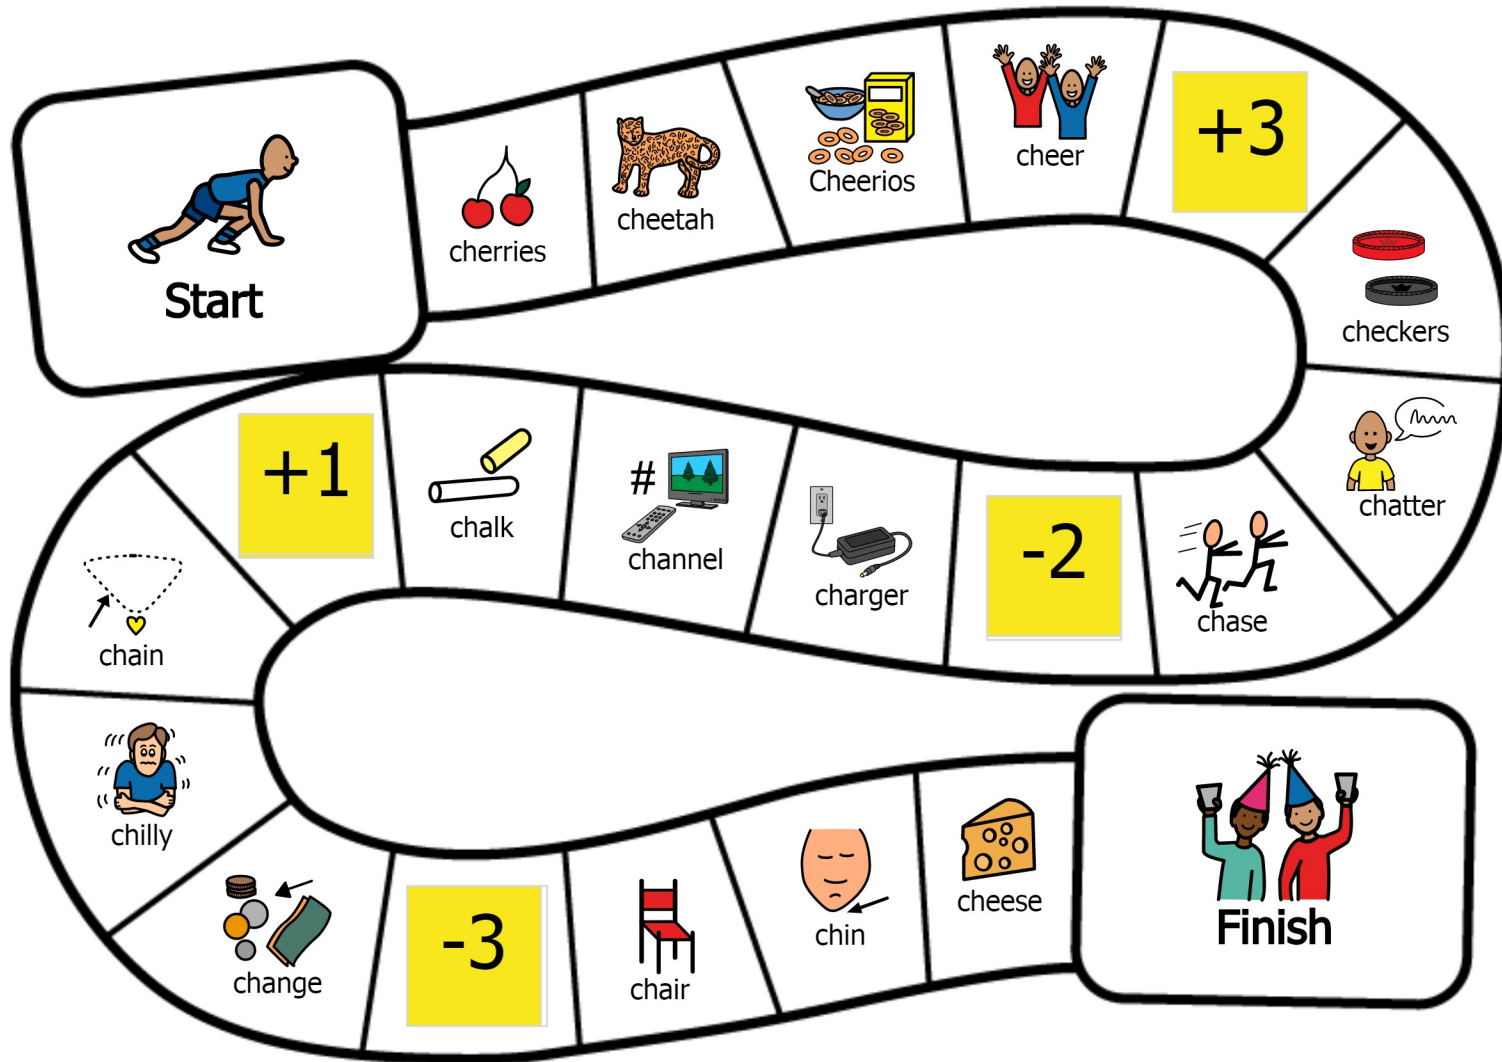 Start
cherries
cheetah
Cheerios
cheer
+3
checkers
chatter
chase
-2
charger
#
channel
chalk
+1
chain
chilly
change
-3
chair
chin
cheese
Finish